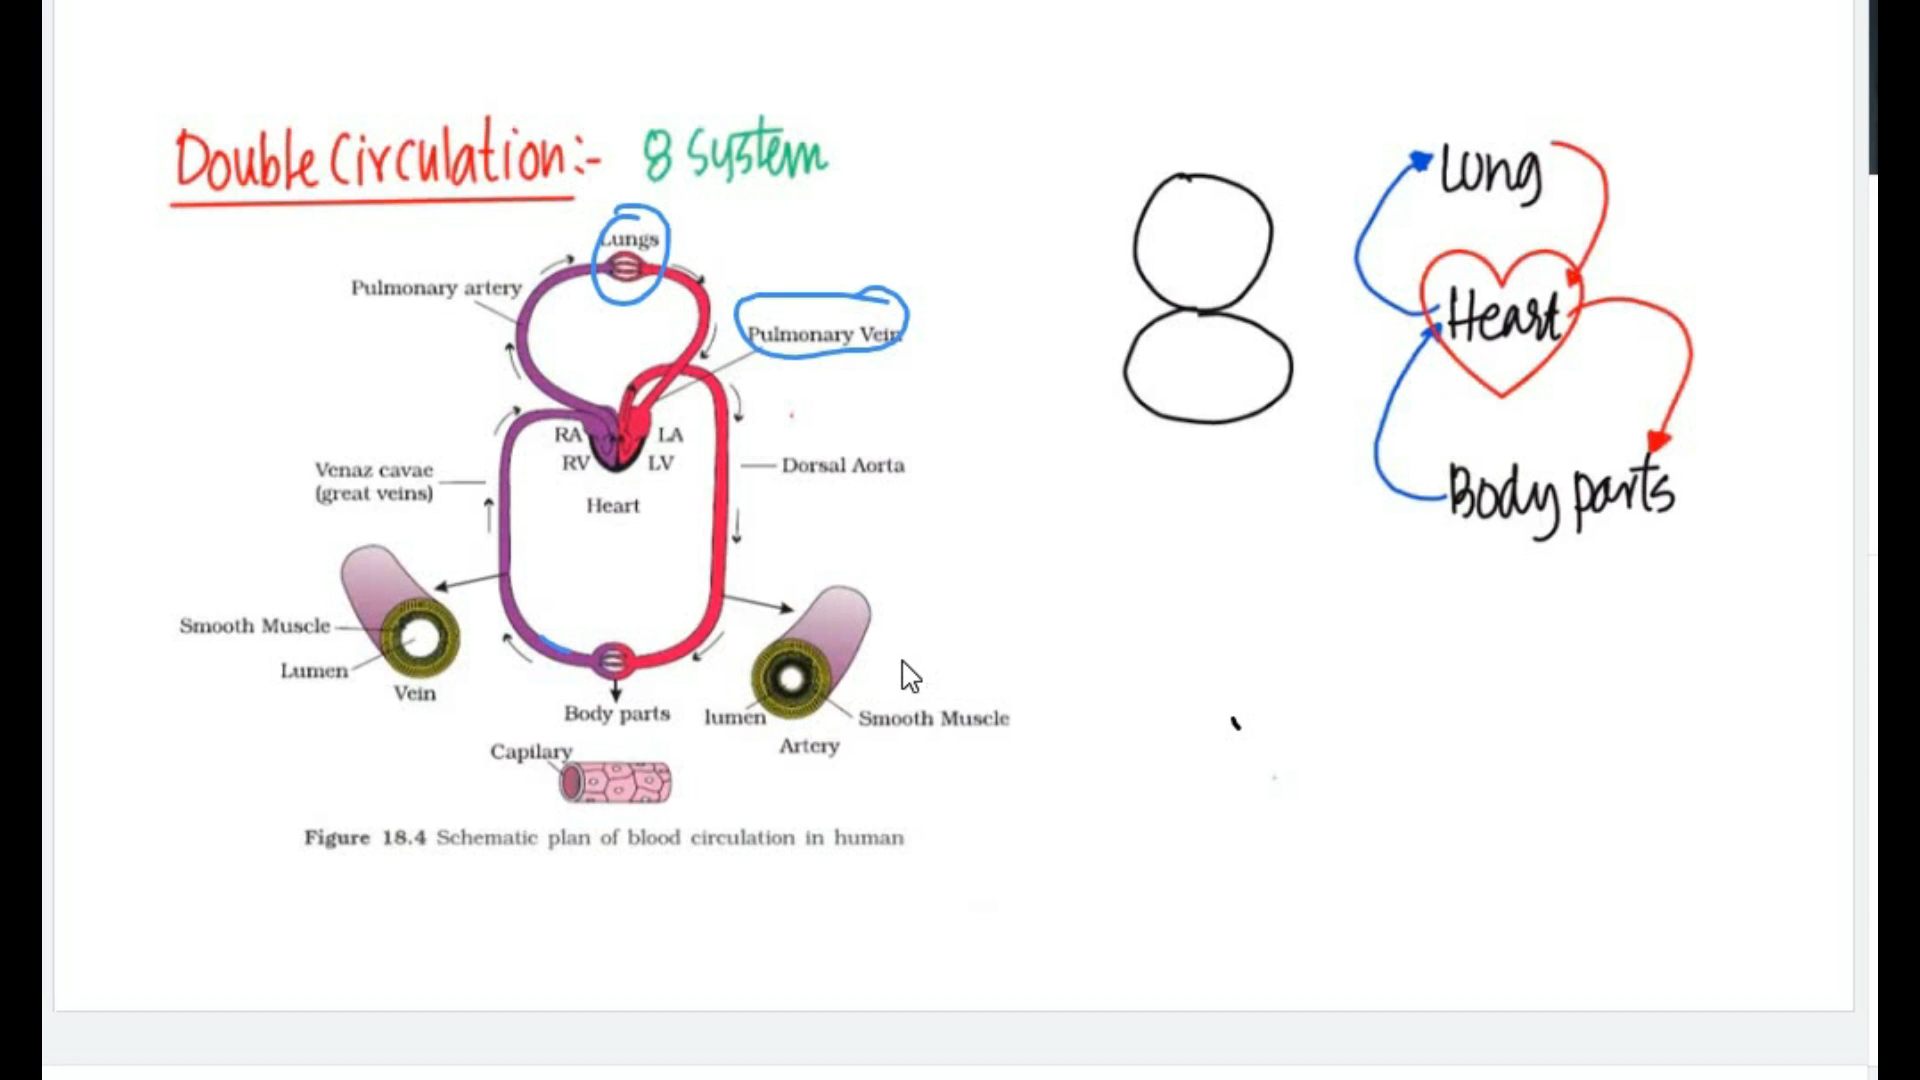 Double Circulation:- 8 System
Lungs
Pulmonary artery
Pulmonary Vein
RA LA
RV LV
Heart
Venaz cavae
(great veins)
Dorsal Aorta
Smooth Muscle
Lumen
Vein
Body parts
lumen
Smooth Muscle
Artery
Capilary
Figure 18.4 Schematic plan of blood circulation in human
8
Lung
Heart
Body parts